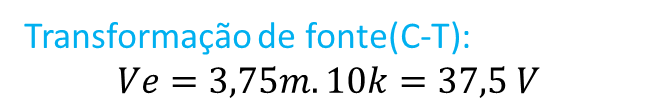 Transformação de fonte(C-T):
Ve = 3,75m. 10k = 37,5 V